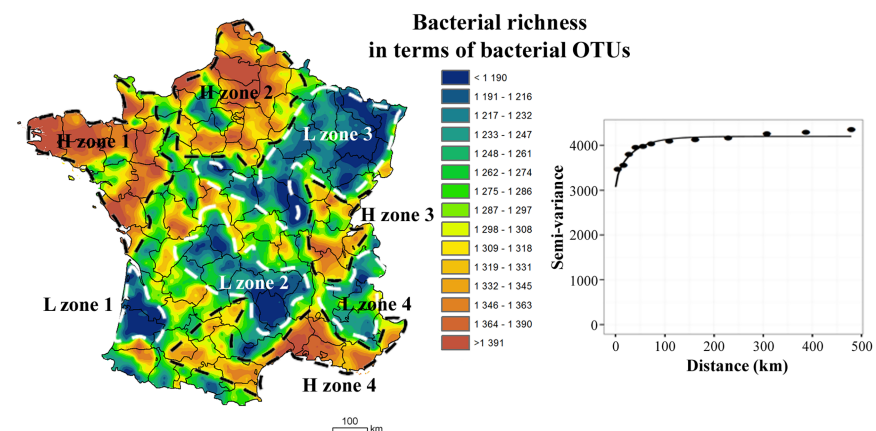 Bacterial richness
in terms of bacterial OTUs
H zone 1
H zone 2
L zone 3
H zone 3
L zone 1
L zone 2
L zone 4
H zone 4
100
km
< 1 190
1 191 - 1 216
1 217 - 1 232
1 233 - 1 247
1 248 - 1 261
1 262 - 1 274
1 275 - 1 286
1 287 - 1 297
1 298 - 1 308
1 309 - 1 318
1 319 - 1 331
1 332 - 1 345
1 346 - 1 363
1 364 - 1 390
>1 391
Semi-variance
4000
3000
1000
0
0
100
200
300
400
500
Distance (km)